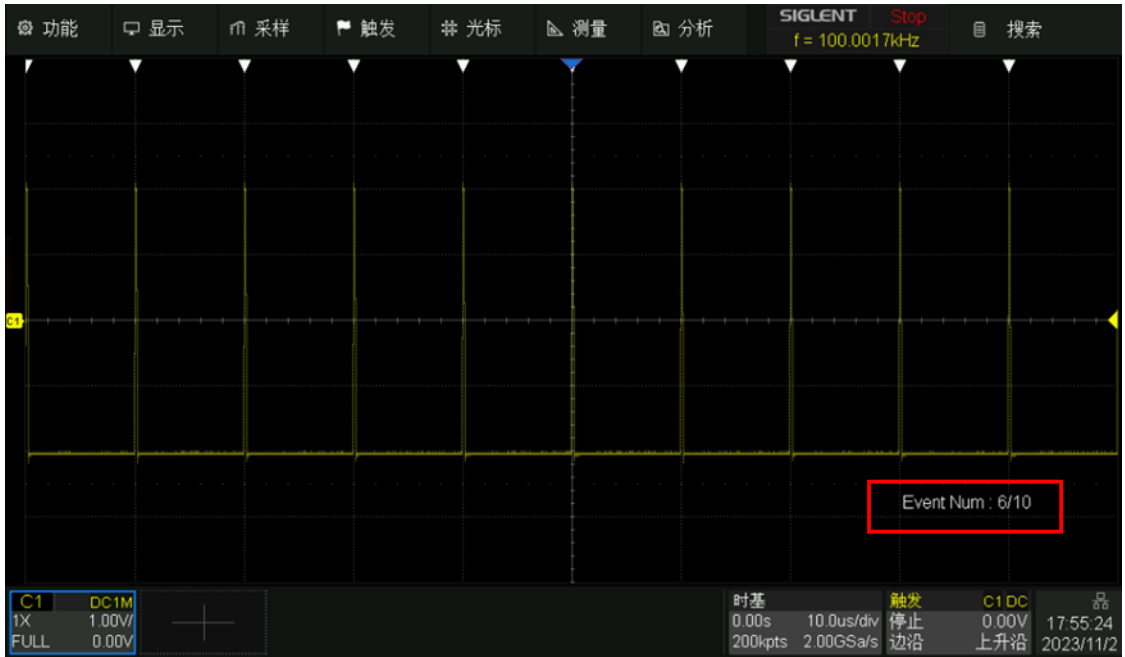 功能 显示 采样 触发 光标 测量 分析 SIGLENT Stop 搜索
f = 100.0017kHz
C1
Event Num : 6/10
C1 DC1M 时基 触发 C1 DC
1X 1.00V/ 0.00s 10.0us/div 停止 0.00V 17:55:24
FULL 0.00V 200kpts 2.00GSa/s 边沿 上升沿 2023/11/2